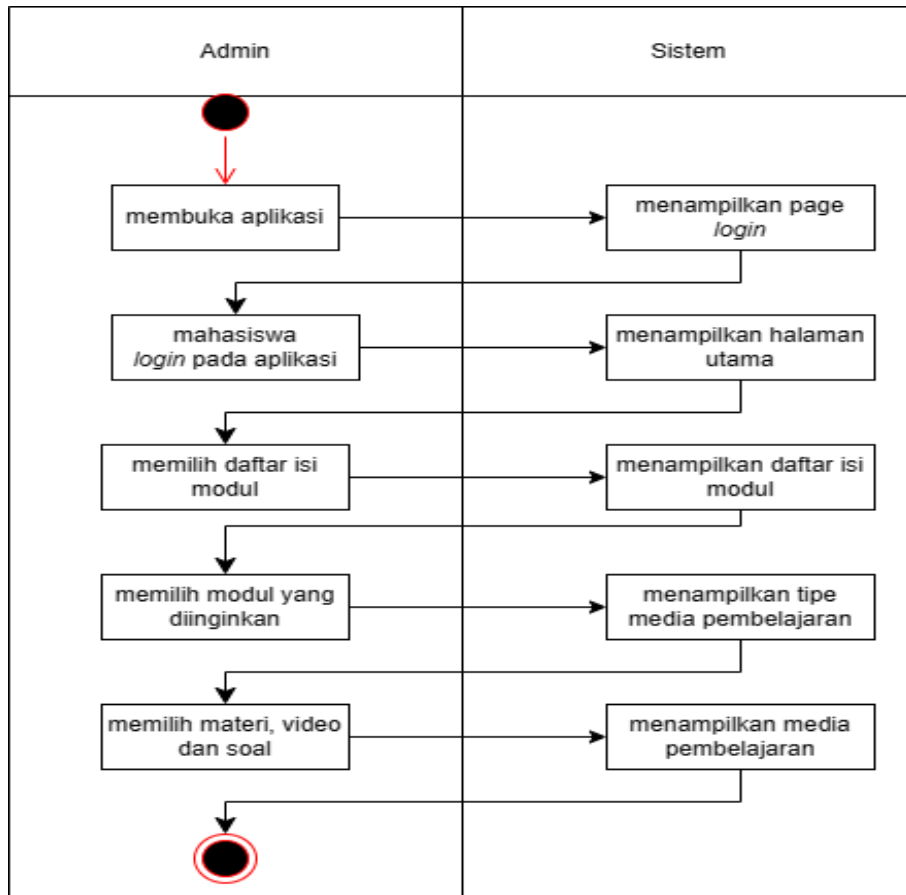 Admin
Sistem
membuka aplikasi
menampilkan page
login
mahasiswa
login pada aplikasi
menampilkan halaman
utama
memilih daftar isi
modul
menampilkan daftar isi
modul
memilih modul yang
diinginkan
menampilkan tipe
media pembelajaran
memilih materi, video
dan soal
menampilkan media
pembelajaran